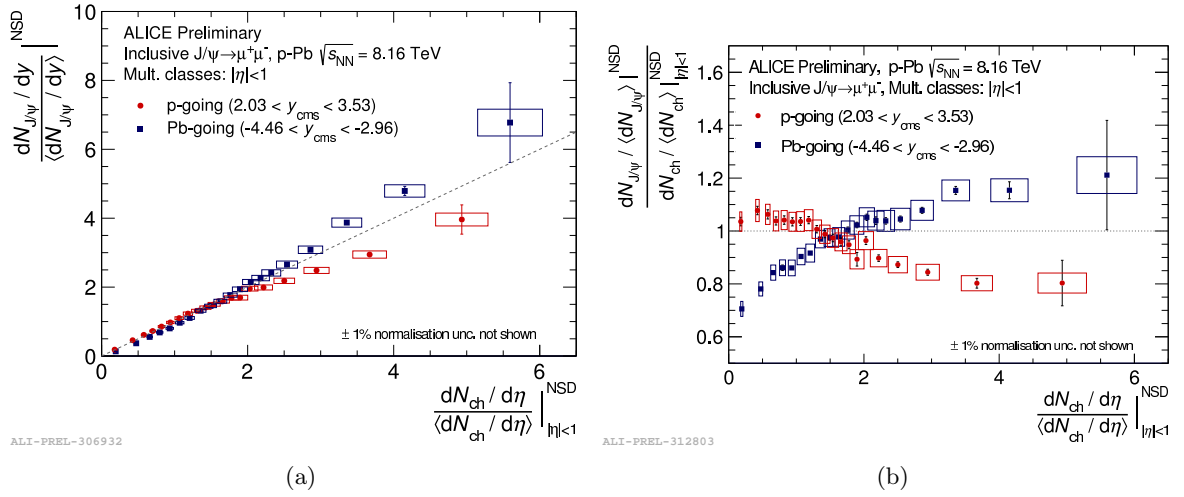 ALICE Preliminary
Inclusive J/ψ→μ⁺μ⁻, p-Pb √s_NN = 8.16 TeV
Mult. classes: |η|<1
p-going (2.03 < y_cms < 3.53)
Pb-going (-4.46 < y_cms < -2.96)
± 1% normalisation unc. not shown
dN_J/ψ / dy
⟨dN_J/ψ / dy⟩ |^NSD
10
8
6
4
2
0
0 2 4 6
dN_ch / dη
⟨dN_ch / dη⟩ |^NSD_|η|<1
ALI-PREL-306932
(a)
ALICE Preliminary, p-Pb √s_NN = 8.16 TeV
Inclusive J/ψ→μ⁺μ⁻, Mult. classes: |η|<1
p-going (2.03 < y_cms < 3.53)
Pb-going (-4.46 < y_cms < -2.96)
± 1% normalisation unc. not shown
dN_J/ψ / ⟨dN_J/ψ⟩ |^NSD
dN_ch / ⟨dN_ch⟩ |^NSD_|η|<1
1.6
1.4
1.2
1
0.8
0.6
0 2 4 6
dN_ch / dη
⟨dN_ch / dη⟩ |^NSD_|η|<1
ALI-PREL-312803
(b)